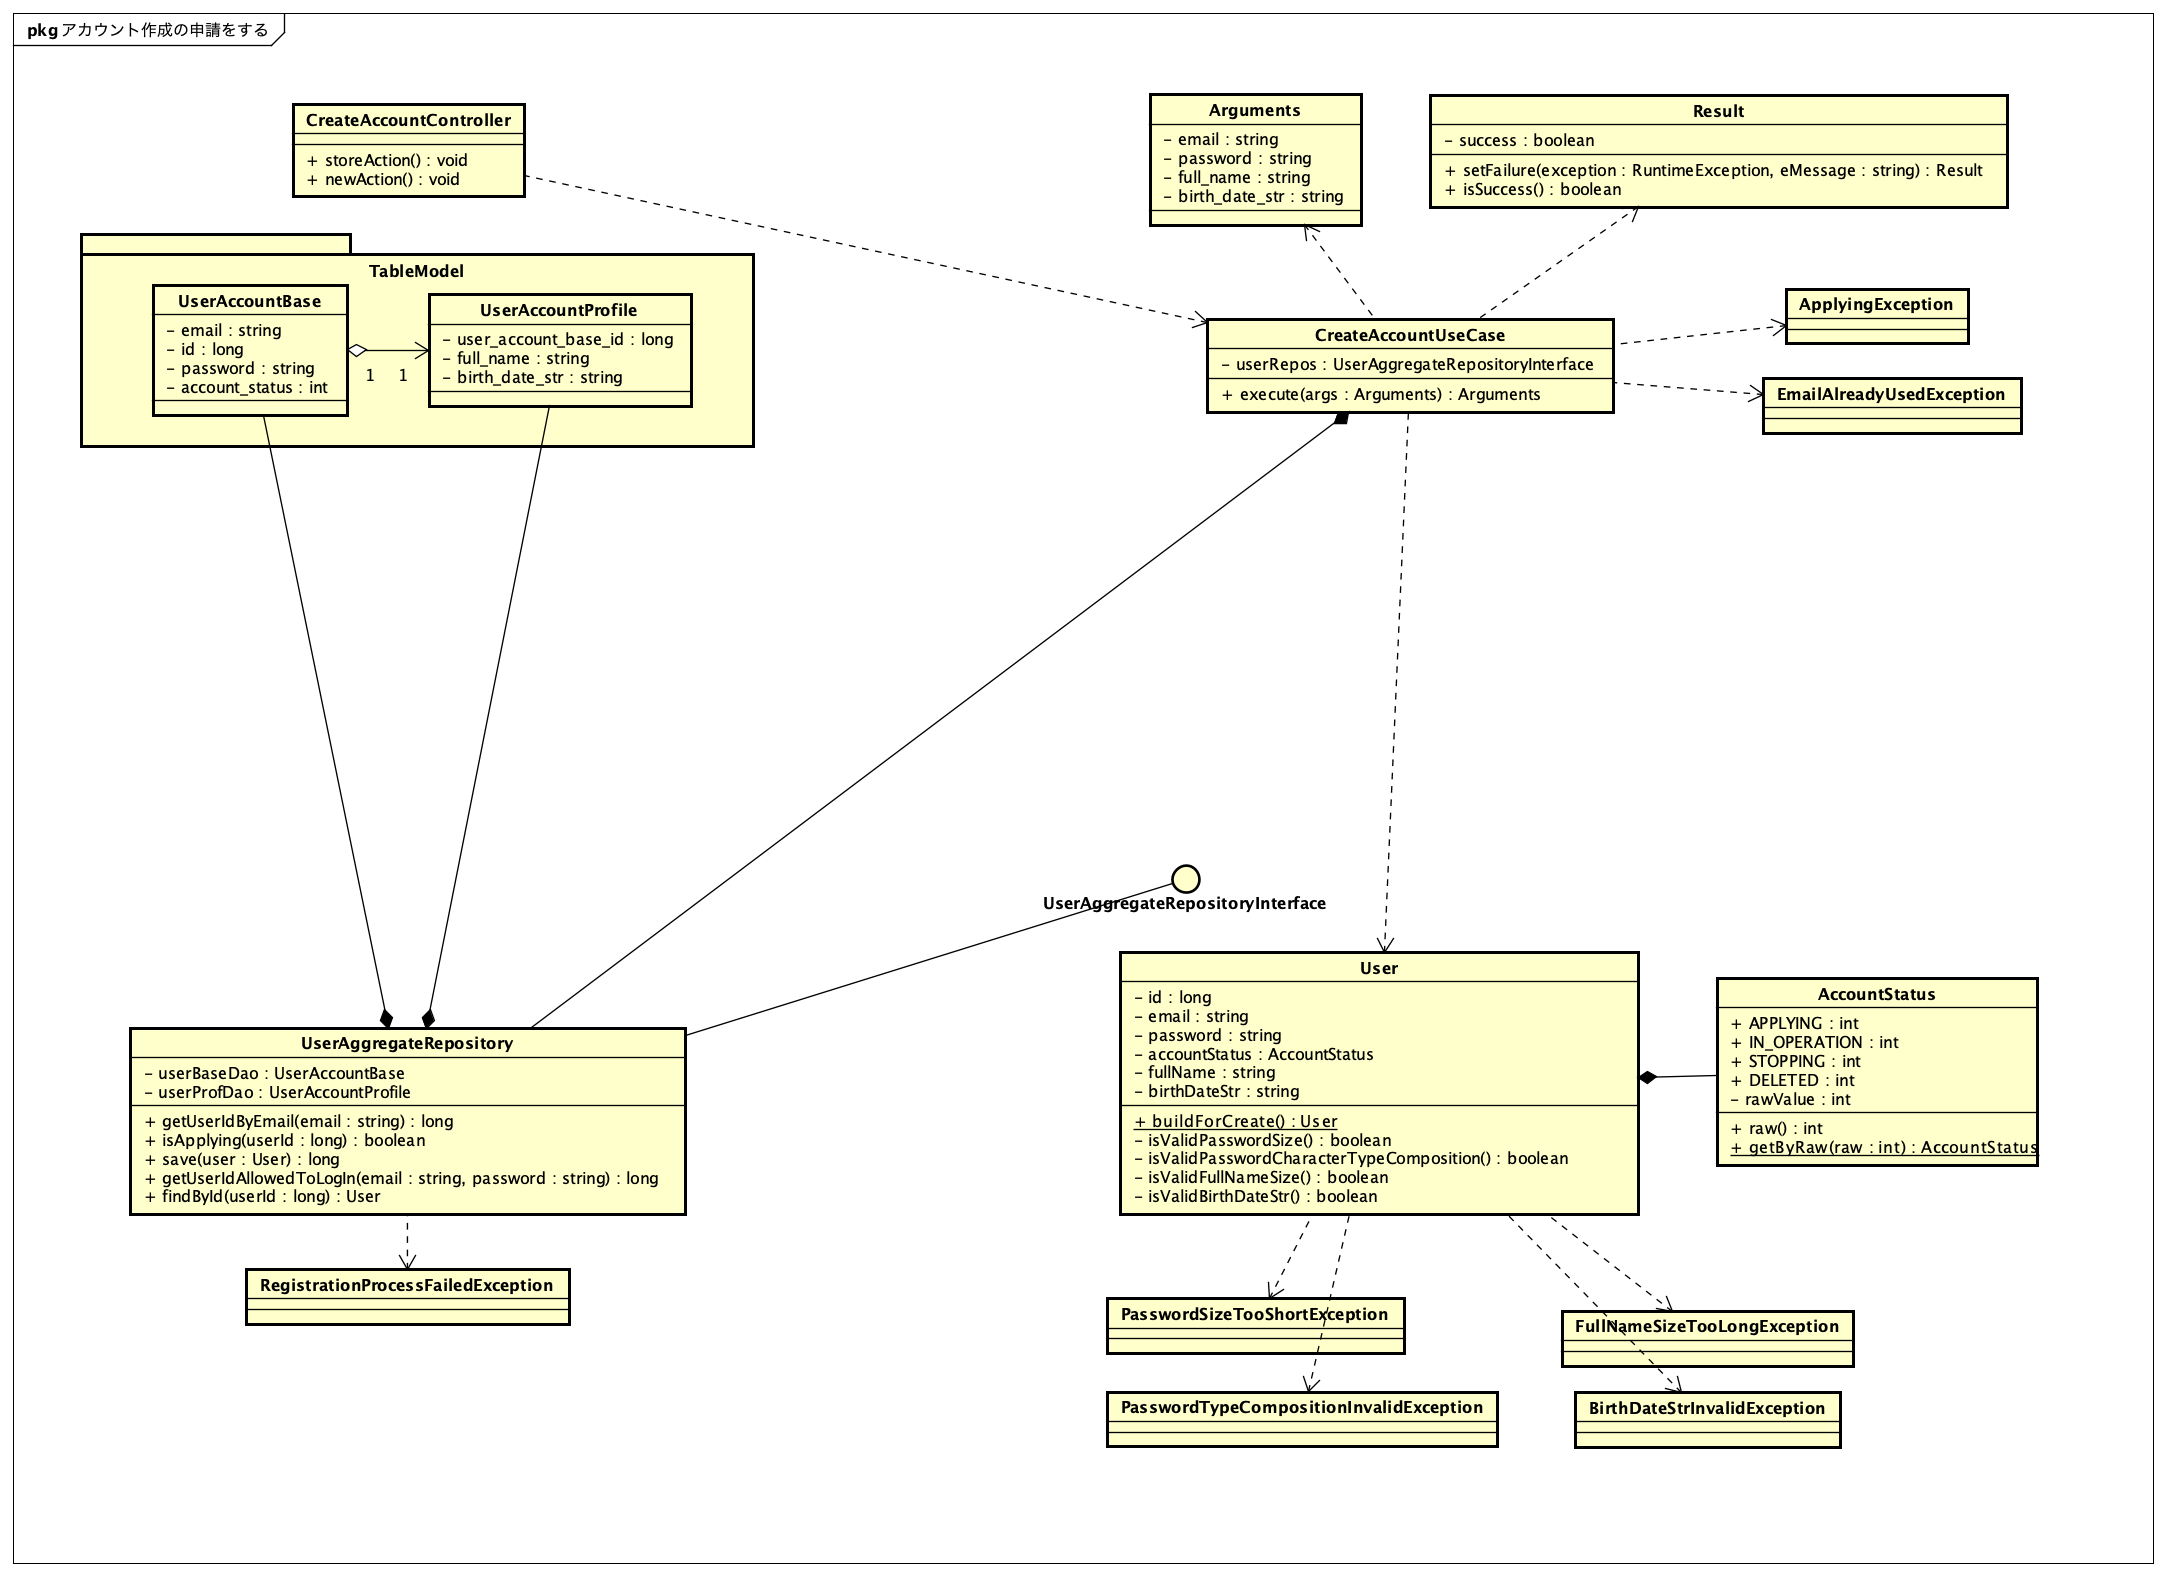 pkg アカウント作成の申請をする
CreateAccountController
+ storeAction() : void
+ newAction() : void
Arguments
- email : string
- password : string
- full_name : string
- birth_date_str : string
Result
- success : boolean
+ setFailure(exception : RuntimeException, eMessage : string) : Result
+ isSuccess() : boolean
TableModel
UserAccountBase
- email : string
- id : long
- password : string
- account_status : int
1 1
UserAccountProfile
- user_account_base_id : long
- full_name : string
- birth_date_str : string
CreateAccountUseCase
- userRepos : UserAggregateRepositoryInterface
+ execute(args : Arguments) : Arguments
ApplyingException
EmailAlreadyUsedException
UserAggregateRepositoryInterface
UserAggregateRepository
- userBaseDao : UserAccountBase
- userProfDao : UserAccountProfile
+ getUserIdByEmail(email : string) : long
+ isApplying(userId : long) : boolean
+ save(user : User) : long
+ getUserIdAllowedToLogIn(email : string, password : string) : long
+ findById(userId : long) : User
User
- id : long
- email : string
- password : string
- accountStatus : AccountStatus
- fullName : string
- birthDateStr : string
+ buildForCreate() : User
- isValidPasswordSize() : boolean
- isValidPasswordCharacterTypeComposition() : boolean
- isValidFullNameSize() : boolean
- isValidBirthDateStr() : boolean
AccountStatus
+ APPLYING : int
+ IN_OPERATION : int
+ STOPPING : int
+ DELETED : int
- rawValue : int
+ raw() : int
+ getByRaw(raw : int) : AccountStatus
RegistrationProcessFailedException
PasswordSizeTooShortException
FullNameSizeTooLongException
PasswordTypeCompositionInvalidException
BirthDateStrInvalidException